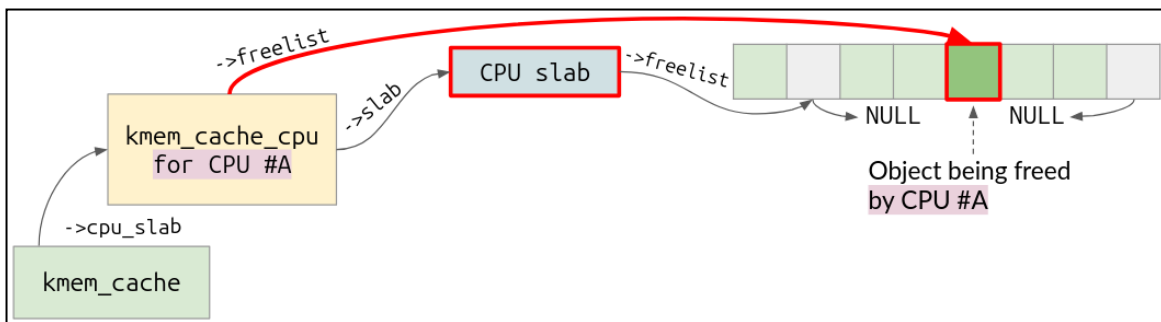 ->freelist
CPU slab
->freelist
->slab
kmem_cache_cpu
for CPU #A
NULL
NULL
Object being freed
by CPU #A
->cpu_slab
kmem_cache